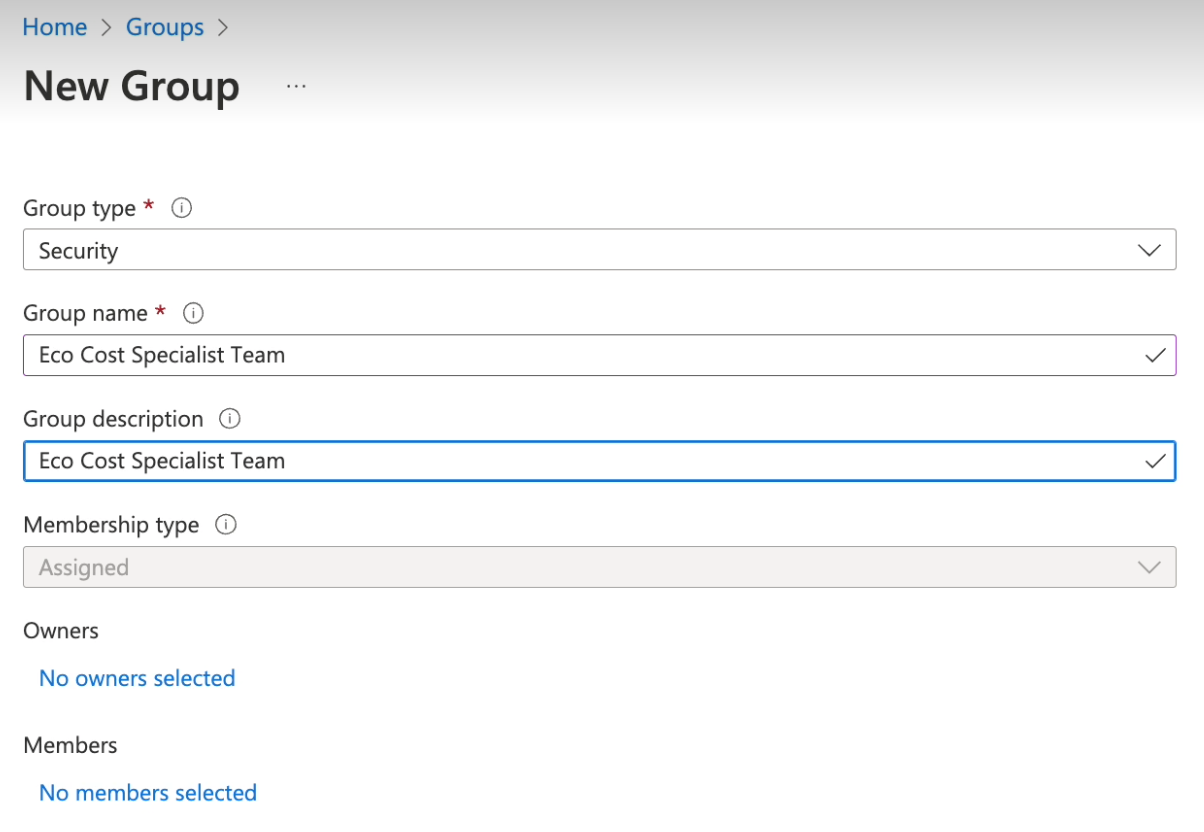 Home > Groups >
New Group ...
Group type *
Security
Group name *
Eco Cost Specialist Team
Group description
Eco Cost Specialist Team
Membership type
Assigned
Owners
No owners selected
Members
No members selected